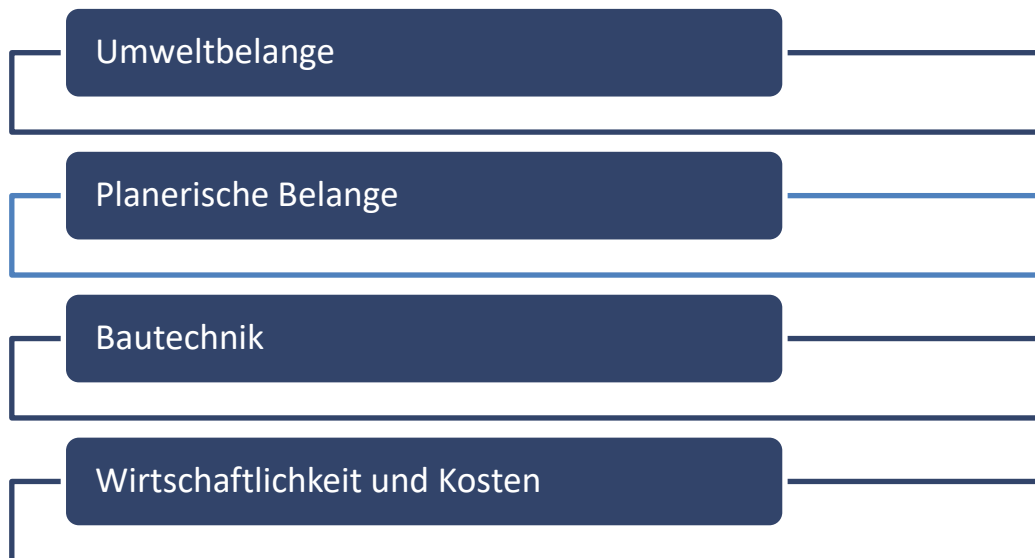 Umweltbelange
Planerische Belange
Bautechnik
Wirtschaftlichkeit und Kosten